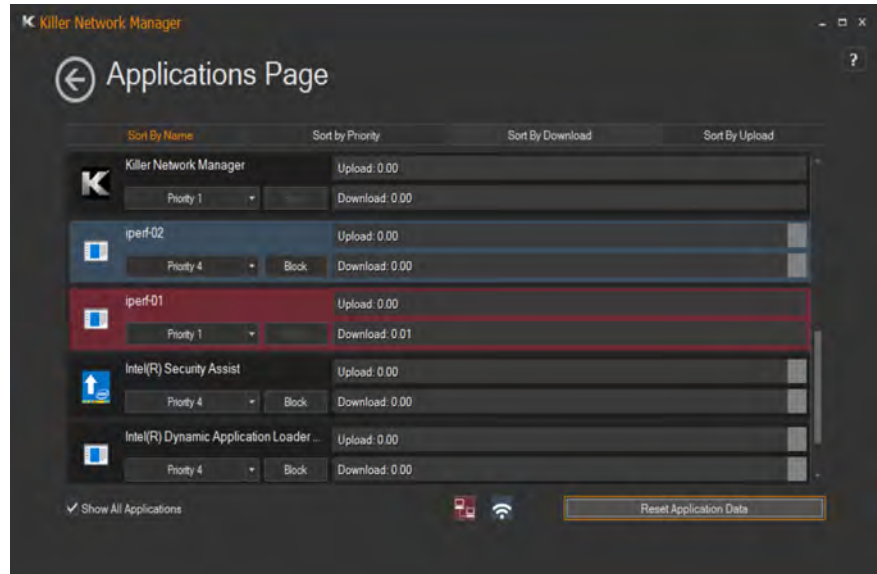 Killer Network Manager
?
Applications Page
Sort By Name Sort by Priority Sort By Download Sort By Upload
Killer Network Manager
Upload: 0.00
Priority 1
Download: 0.00
iperf-02
Upload: 0.00
Priority 4 Block
Download: 0.00
iperf-01
Upload: 0.00
Priority 1
Download: 0.01
Intel(R) Security Assist
Upload: 0.00
Priority 4 Block
Download: 0.00
Intel(R) Dynamic Application Loader ...
Upload: 0.00
Priority 4 Block
Download: 0.00
Show All Applications
Reset Application Data